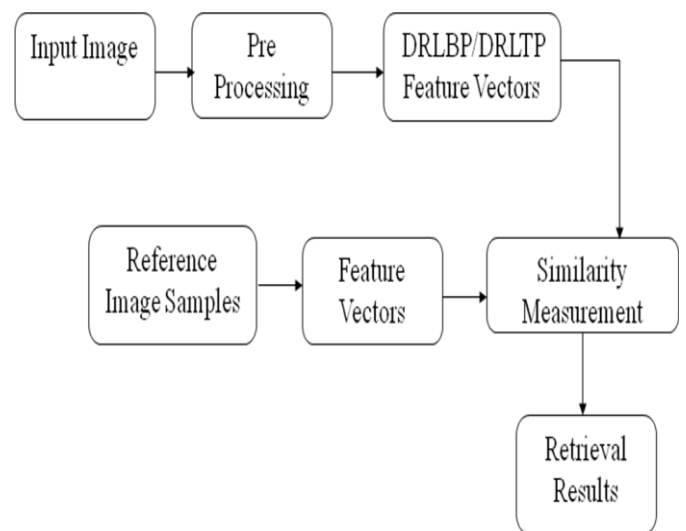 Input Image
Pre
Processing
DRLBP/DRLTP
Feature Vectors
Reference
Image Samples
Feature
Vectors
Similarity
Measurement
Retrieval
Results